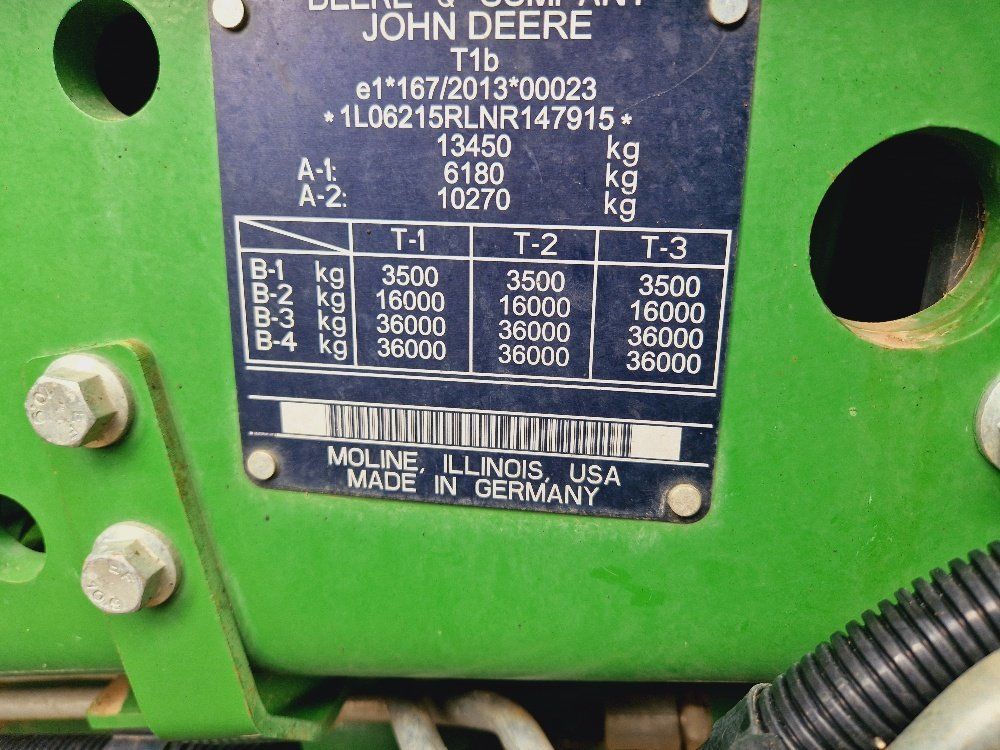 DEERE & COMPANY
JOHN DEERE
T1b
e1*167/2013*00023
*1L06215RLNR147915*
13450 kg
A-1: 6180 kg
A-2: 10270 kg
T-1 T-2 T-3
B-1 kg 3500 3500 3500
B-2 kg 16000 16000 16000
B-3 kg 36000 36000 36000
B-4 kg 36000 36000 36000
MOLINE, ILLINOIS, USA
MADE IN GERMANY